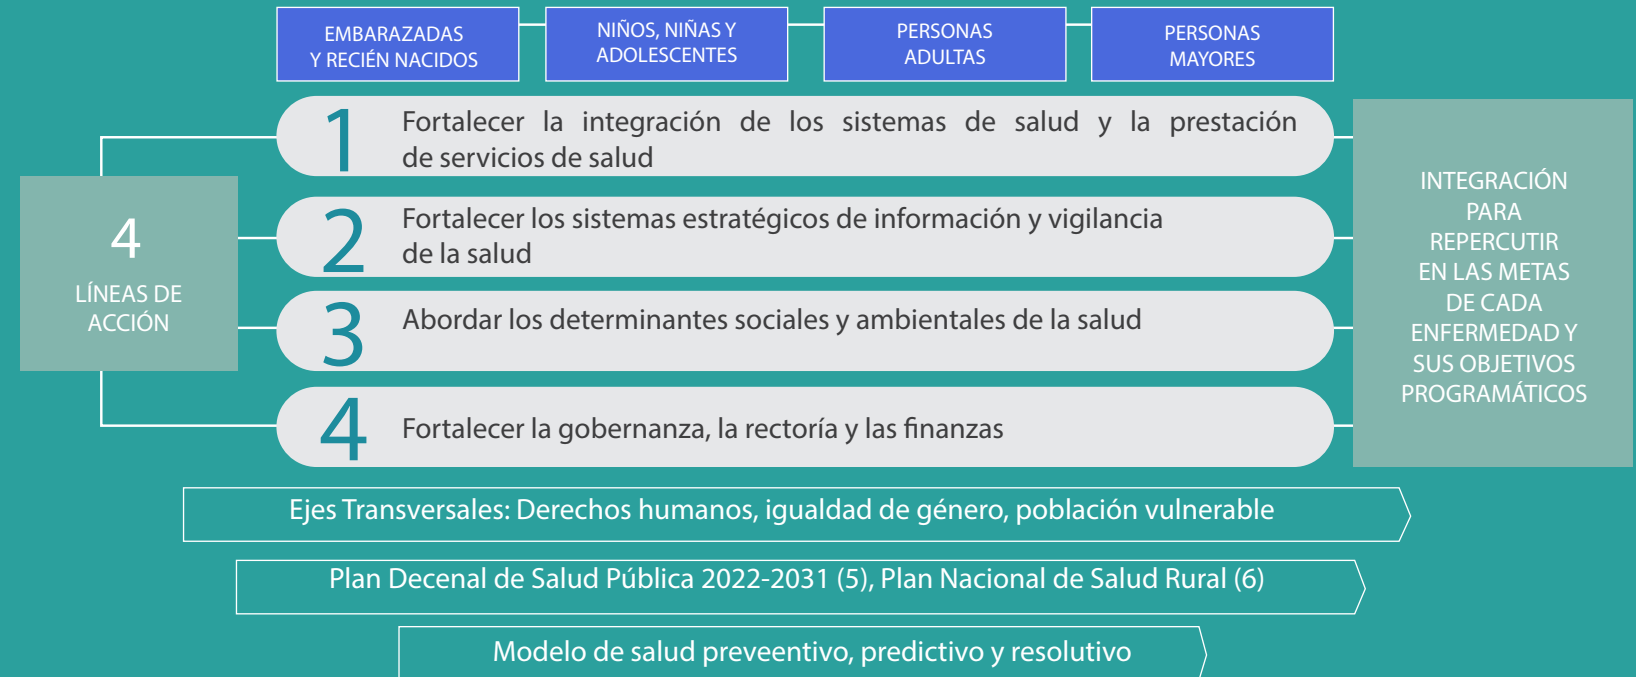 EMBARAZADAS
Y RECIÉN NACIDOS
NIÑOS, NIÑAS Y
ADOLESCENTES
PERSONAS
ADULTAS
PERSONAS
MAYORES
4
LÍNEAS DE
ACCIÓN
1
Fortalecer la integración de los sistemas de salud y la prestación
de servicios de salud
2
Fortalecer los sistemas estratégicos de información y vigilancia
de la salud
3
Abordar los determinantes sociales y ambientales de la salud
4
Fortalecer la gobernanza, la rectoría y las finanzas
INTEGRACIÓN
PARA
REPERCUTIR
EN LAS METAS
DE CADA
ENFERMEDAD Y
SUS OBJETIVOS
PROGRAMÁTICOS
Ejes Transversales: Derechos humanos, igualdad de género, población vulnerable
Plan Decenal de Salud Pública 2022-2031 (5), Plan Nacional de Salud Rural (6)
Modelo de salud preveentivo, predictivo y resolutivo